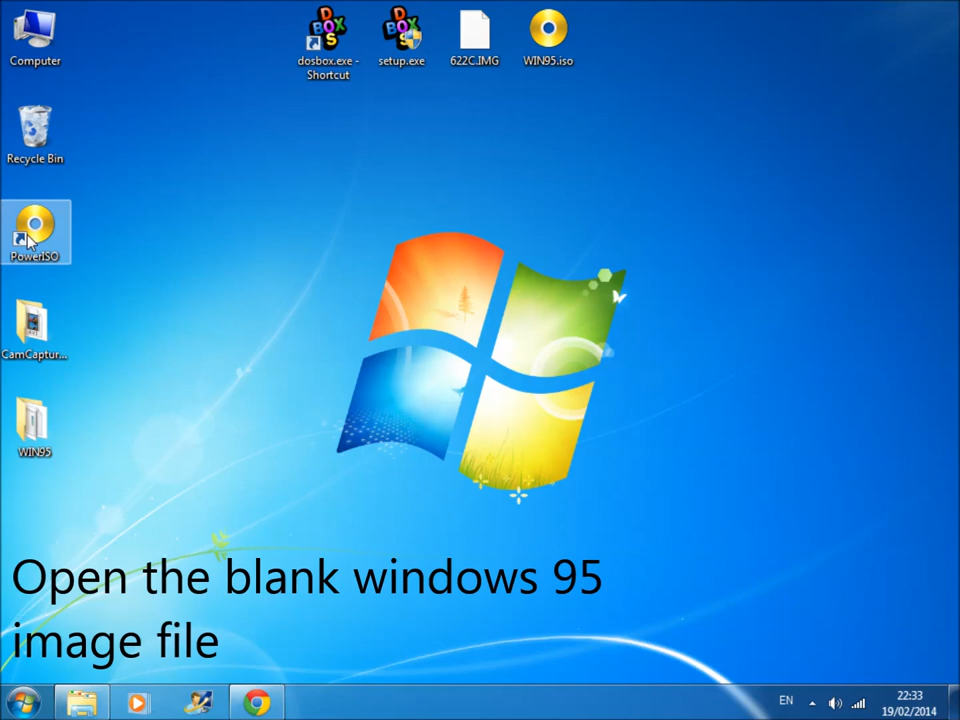 Computer
dosbox.exe -
Shortcut
setup.exe
622C.IMG
WIN95.iso
Recycle Bin
PowerISO
CamCaptur...
WIN95
Open the blank windows 95
image file
EN
22:33
19/02/2014